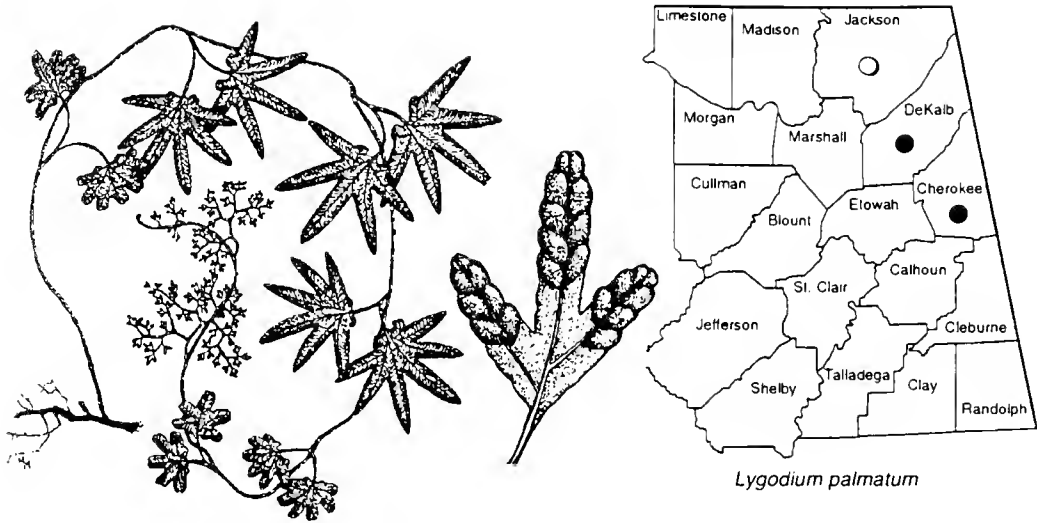 Limestone
Madison
Jackson
Morgan
Marshall
DeKalb
Cullman
Blount
Etowah
Cherokee
St. Clair
Calhoun
Jefferson
Cleburne
Shelby
Talladega
Clay
Randolph
Lygodium palmatum